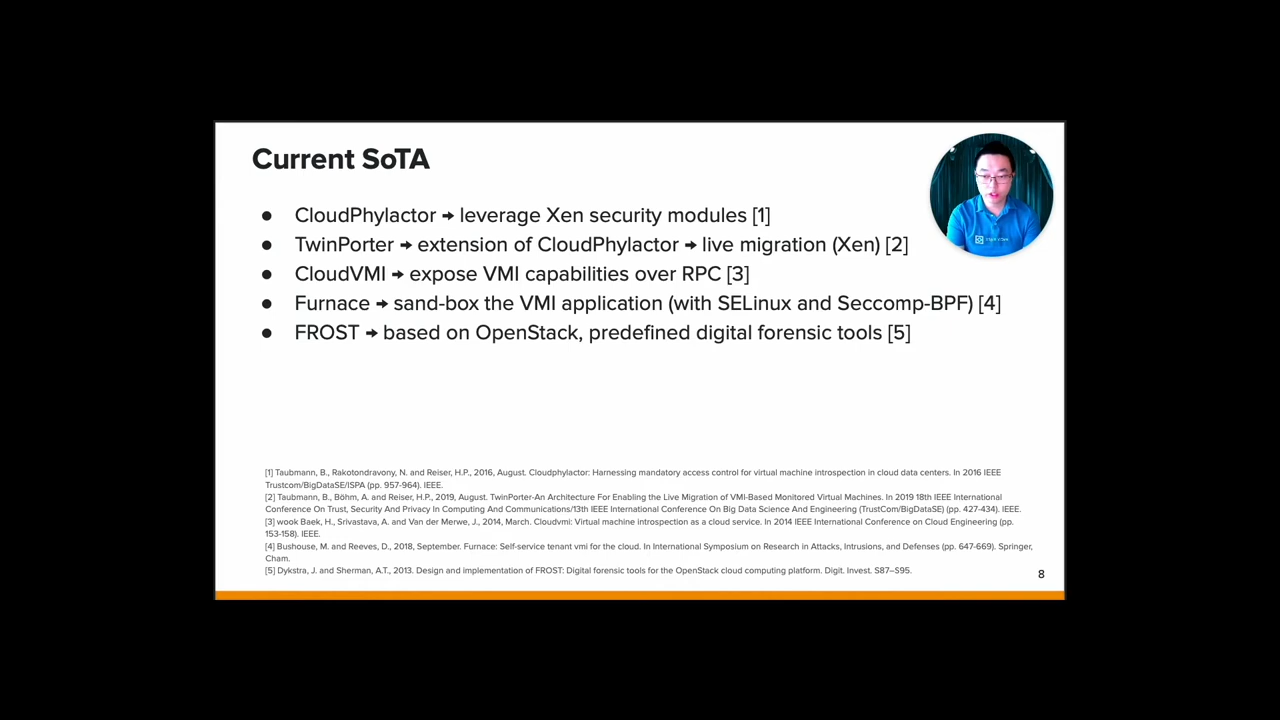 Current SoTA
● CloudPhylactor → leverage Xen security modules [1]
● TwinPorter → extension of CloudPhylactor → live migration (Xen) [2]
● CloudVMI → expose VMI capabilities over RPC [3]
● Furnace → sand-box the VMI application (with SELinux and Seccomp-BPF) [4]
● FROST → based on OpenStack, predefined digital forensic tools [5]
[1] Taubmann, B., Rakotondravony, N. and Reiser, H.P., 2016, August. Cloudphylactor: Harnessing mandatory access control for virtual machine introspection in cloud data centers. In 2016 IEEE
Trustcom/BigDataSE/ISPA (pp. 957-964). IEEE.
[2] Taubmann, B., Böhm, A. and Reiser, H.P., 2019, August. TwinPorter-An Architecture For Enabling the Live Migration of VMI-Based Monitored Virtual Machines. In 2019 18th IEEE International
Conference On Trust, Security And Privacy In Computing And Communications/13th IEEE International Conference On Big Data Science And Engineering (TrustCom/BigDataSE) (pp. 427-434). IEEE.
[3] wook Baek, H., Srivastava, A. and Van der Merwe, J., 2014, March. Cloudvmi: Virtual machine introspection as a cloud service. In 2014 IEEE International Conference on Cloud Engineering (pp.
153-158). IEEE.
[4] Bushouse, M. and Reeves, D., 2018, September. Furnace: Self-service tenant vmi for the cloud. In International Symposium on Research in Attacks, Intrusions, and Defenses (pp. 647-669). Springer,
Cham.
[5] Dykstra, J. and Sherman, A.T., 2013. Design and implementation of FROST: Digital forensic tools for the OpenStack cloud computing platform. Digit. Invest. S87–S95.
8